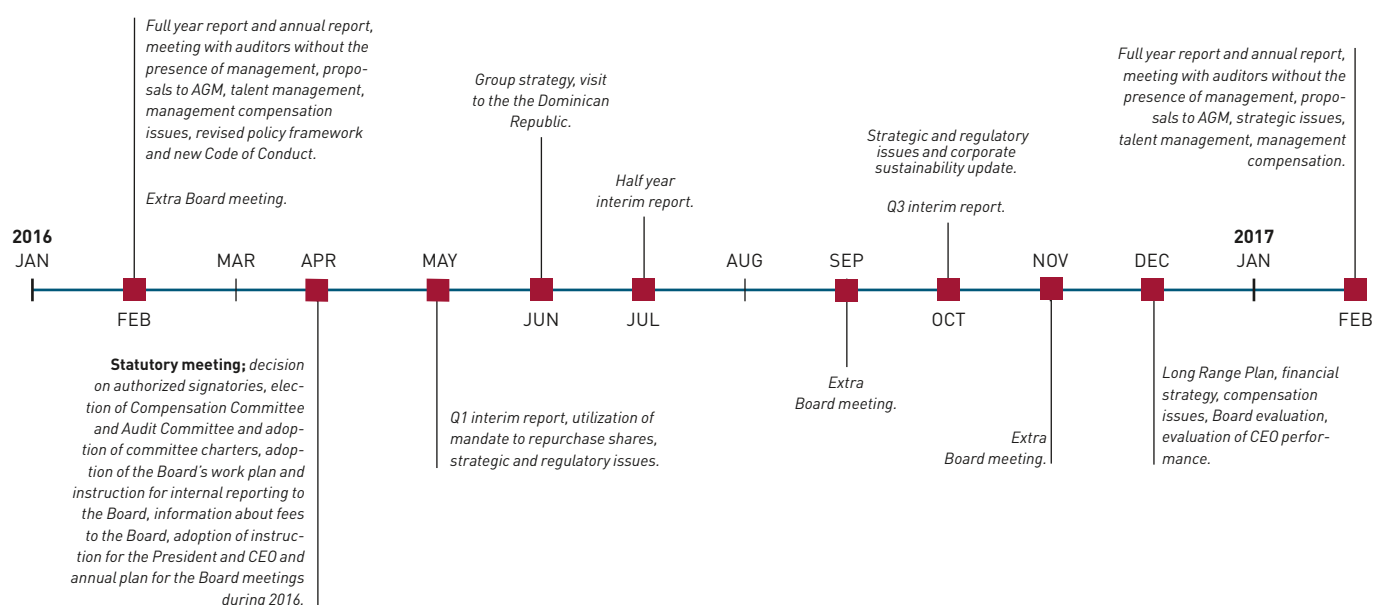 Full year report and annual report,
meeting with auditors without the
presence of management, propo-
sals to AGM, talent management,
management compensation
issues, revised policy framework
and new Code of Conduct.
Extra Board meeting.
Group strategy, visit
to the the Dominican
Republic.
Half year
interim report.
Strategic and regulatory
issues and corporate
sustainability update.
Q3 interim report.
Full year report and annual report,
meeting with auditors without the
presence of management, propo-
sals to AGM, strategic issues,
talent management, management
compensation.
2016
JAN
MAR
APR
MAY
AUG
SEP
NOV
DEC
2017
JAN
FEB
JUN
JUL
OCT
FEB
Statutory meeting; decision
on authorized signatories, elec-
tion of Compensation Committee
and Audit Committee and adop-
tion of committee charters, adop-
tion of the Board's work plan and
instruction for internal reporting to
the Board, information about fees
to the Board, adoption of instruc-
tion for the President and CEO and
annual plan for the Board meetings
during 2016.
Q1 interim report, utilization of
mandate to repurchase shares,
strategic and regulatory issues.
Extra
Board meeting.
Extra
Board meeting.
Long Range Plan, financial
strategy, compensation
issues, Board evaluation,
evaluation of CEO perfor-
mance.